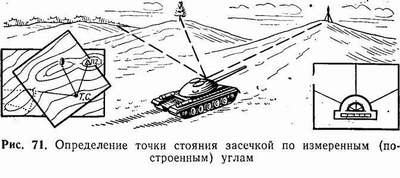 Т.С.
Рис. 71. Определение точки стояния засечкой по измеренным (по-
строенным) углам